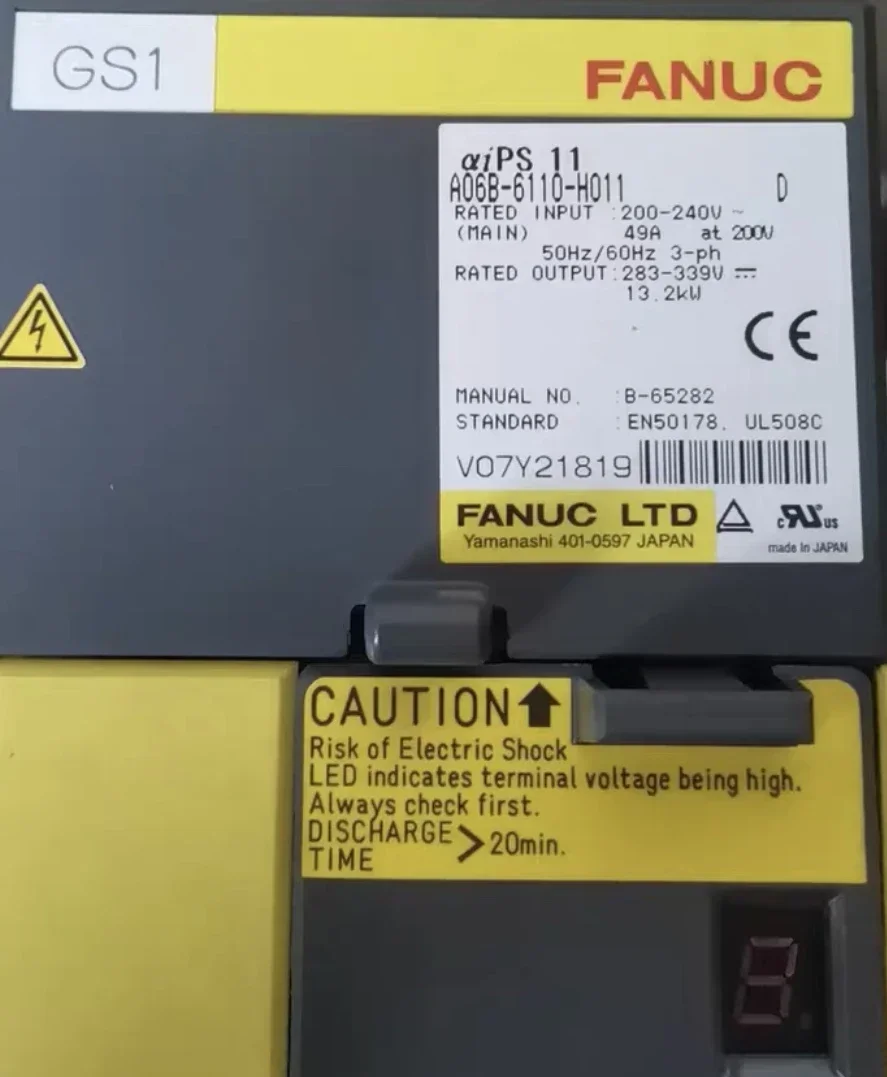 GS1
FANUC
αiPS 11
A06B-6110-H011 D
RATED INPUT :200-240V ~
(MAIN) 49A at 200V
50Hz/60Hz 3-ph
RATED OUTPUT:283-339V ⎓
13.2kW
CE
MANUAL NO. :B-65282
STANDARD :EN50178. UL508C
V07Y21819
FANUC LTD
Yamanashi 401-0597 JAPAN
c RU us
made in JAPAN
CAUTION
Risk of Electric Shock
LED indicates terminal voltage being high.
Always check first.
DISCHARGE
TIME > 20min.